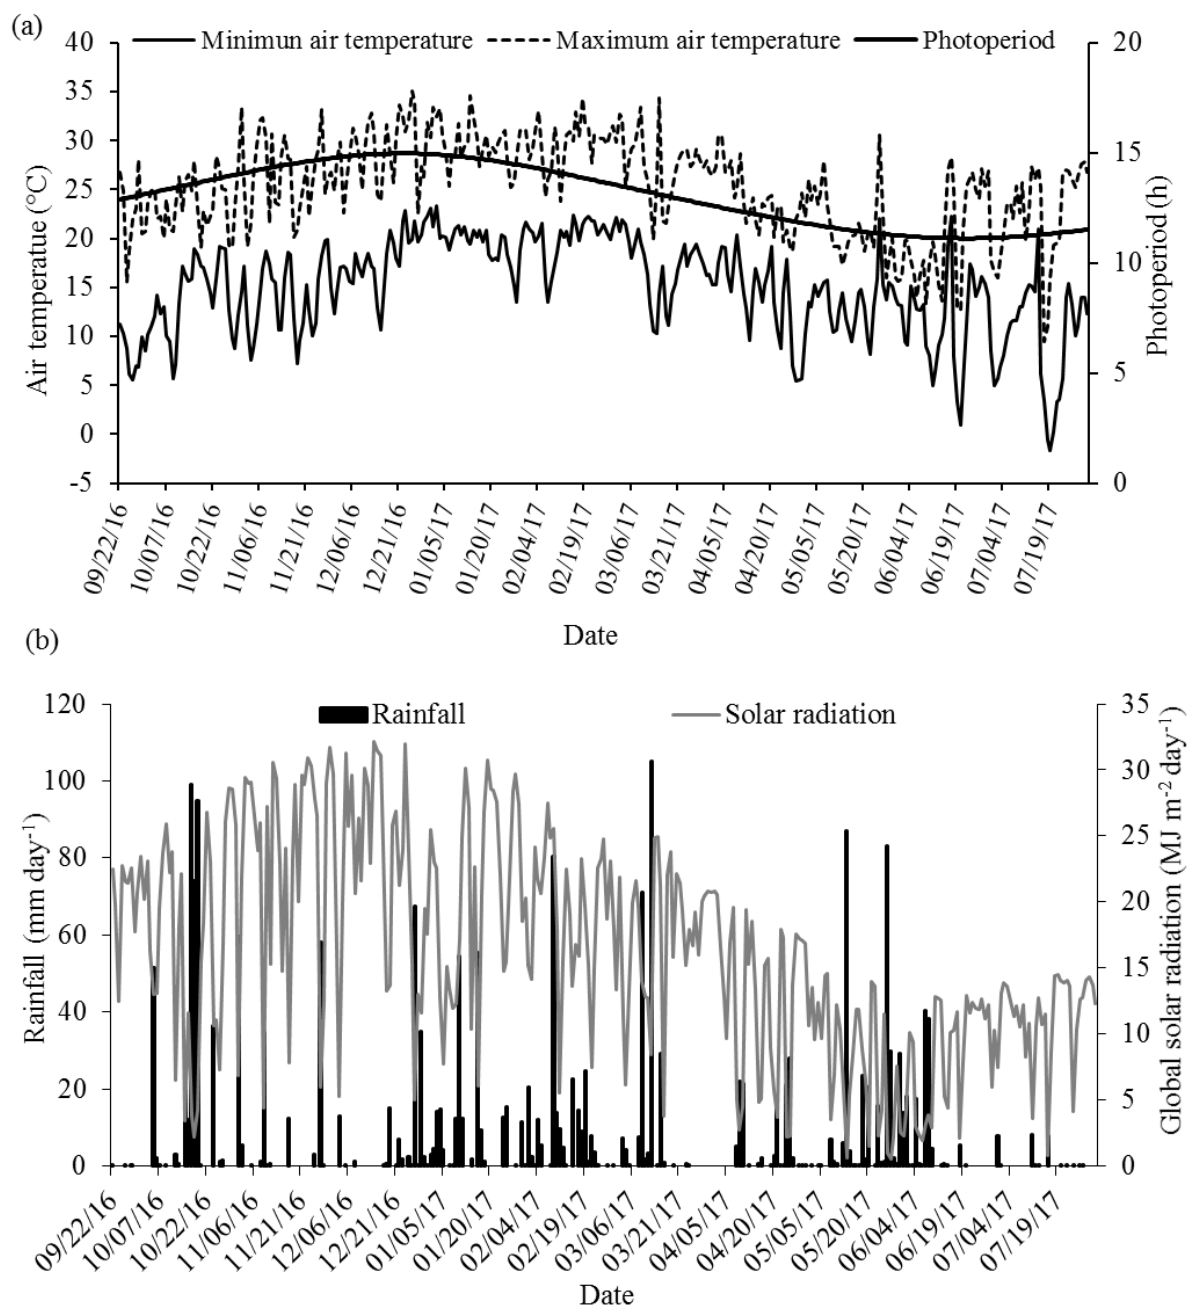 (a)
Minimun air temperature Maximum air temperature Photoperiod
40
35
30
25
20
15
10
5
0
-5
Air temperatue (°C)
20
15
10
5
0
Photoperiod (h)
09/22/16 10/07/16 10/22/16 11/06/16 11/21/16 12/06/16 12/21/16 01/05/17 01/20/17 02/04/17 02/19/17 03/06/17 03/21/17 04/05/17 04/20/17 05/05/17 05/20/17 06/04/17 06/19/17 07/04/17 07/19/17
Date
(b)
Rainfall Solar radiation
120
100
80
60
40
20
0
Rainfall (mm day-1)
35
30
25
20
15
10
5
0
Global solar radiation (MJ m-2 day-1)
09/22/16 10/07/16 10/22/16 11/06/16 11/21/16 12/06/16 12/21/16 01/05/17 01/20/17 02/04/17 02/19/17 03/06/17 03/21/17 04/05/17 04/20/17 05/05/17 05/20/17 06/04/17 06/19/17 07/04/17 07/19/17
Date